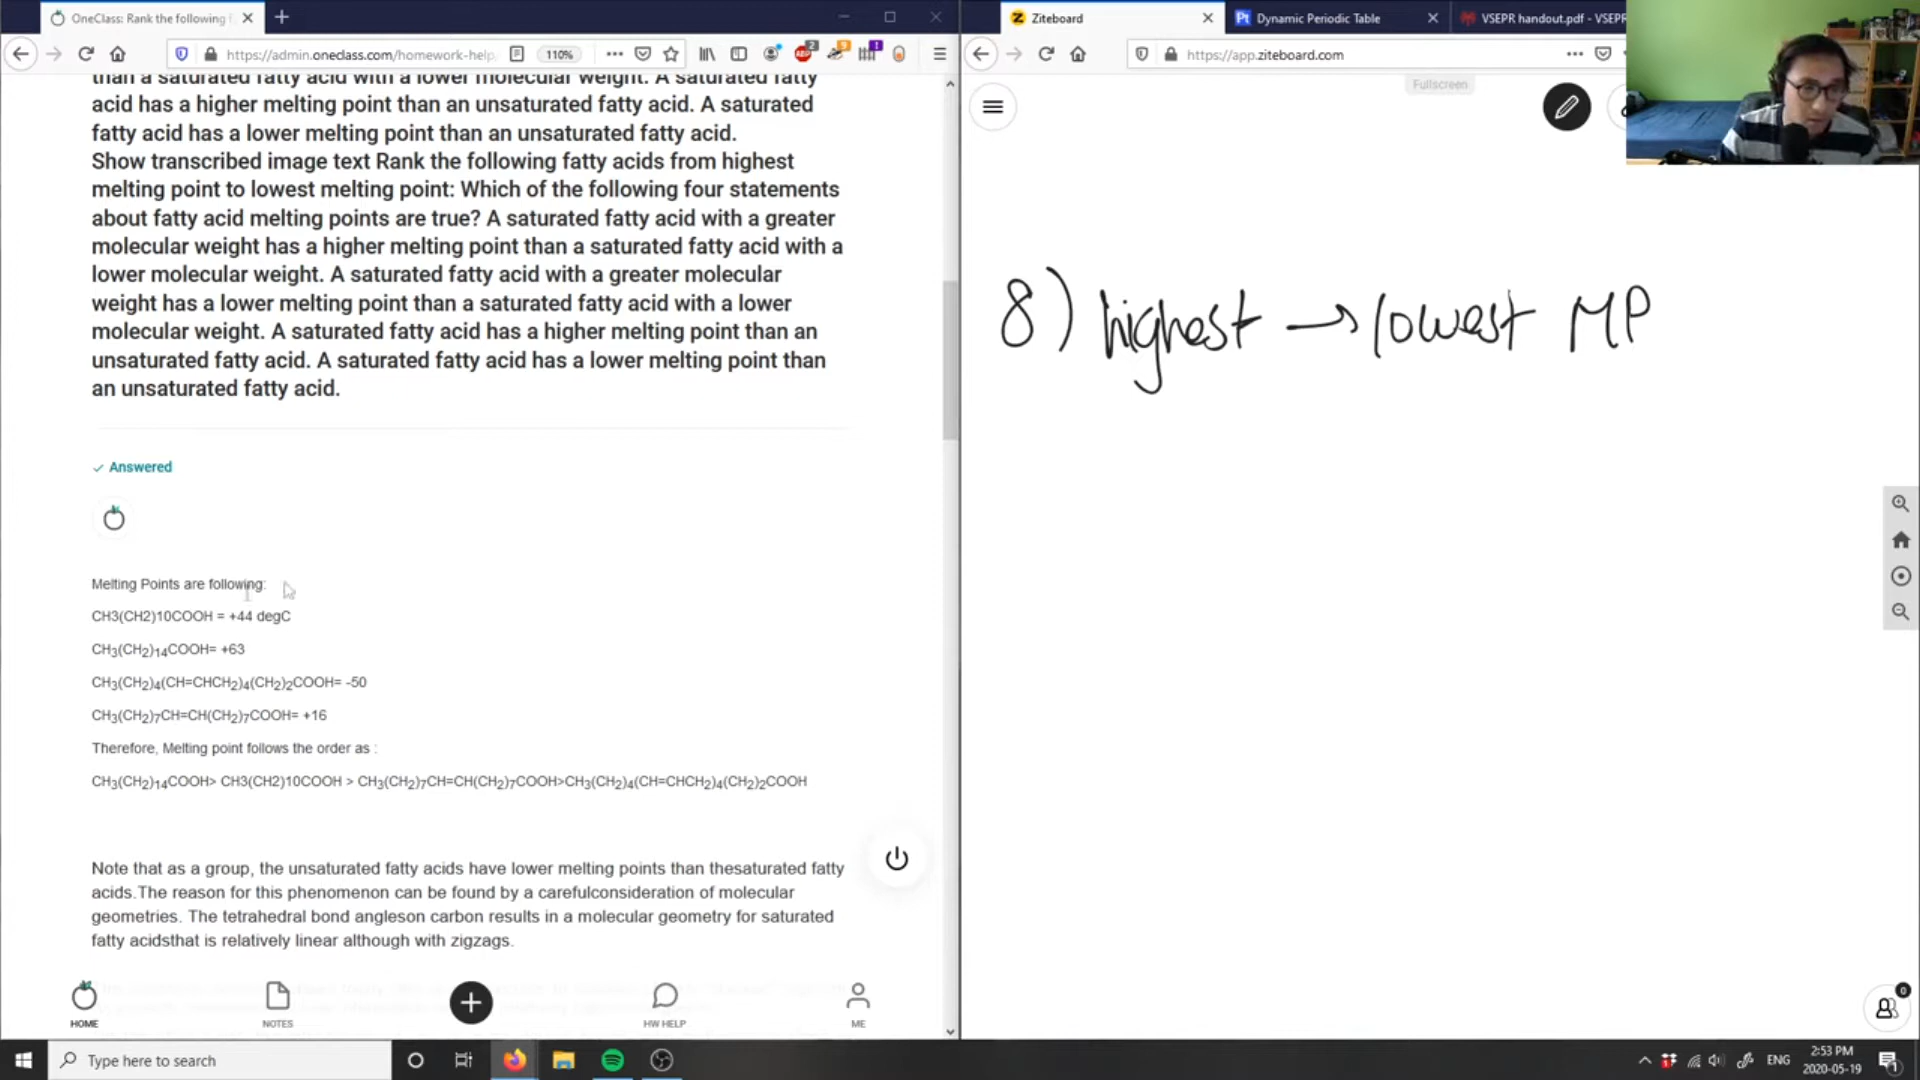 OneClass: Rank the following
https://admin.oneclass.com/homework-help
110%
than a saturated fatty acid with a lower molecular weight. A saturated fatty
acid has a higher melting point than an unsaturated fatty acid. A saturated
fatty acid has a lower melting point than an unsaturated fatty acid.
Show transcribed image text Rank the following fatty acids from highest
melting point to lowest melting point: Which of the following four statements
about fatty acid melting points are true? A saturated fatty acid with a greater
molecular weight has a higher melting point than a saturated fatty acid with a
lower molecular weight. A saturated fatty acid with a greater molecular
weight has a lower melting point than a saturated fatty acid with a lower
molecular weight. A saturated fatty acid has a higher melting point than an
unsaturated fatty acid. A saturated fatty acid has a lower melting point than
an unsaturated fatty acid.
Answered
Melting Points are following:
CH3(CH2)10COOH = +44 degC
CH₃(CH₂)₁₄COOH= +63
CH₃(CH₂)₄(CH=CHCH₂)₄(CH₂)₂COOH= -50
CH₃(CH₂)₇CH=CH(CH₂)₇COOH= +16
Therefore, Melting point follows the order as :
CH₃(CH₂)₁₄COOH> CH3(CH2)10COOH > CH₃(CH₂)₇CH=CH(CH₂)₇COOH>CH₃(CH₂)₄(CH=CHCH₂)₄(CH₂)₂COOH
Note that as a group, the unsaturated fatty acids have lower melting points than thesaturated fatty
acids.The reason for this phenomenon can be found by a carefulconsideration of molecular
geometries. The tetrahedral bond angleson carbon results in a molecular geometry for saturated
fatty acidsthat is relatively linear although with zigzags.
HOME
NOTES
HW HELP
ME
Ziteboard
Pt Dynamic Periodic Table
VSEPR handout.pdf - VSEPR
https://app.ziteboard.com
Fullscreen
8) highest → lowest MP
0
Type here to search
ENG
2:53 PM
2020-05-19
1